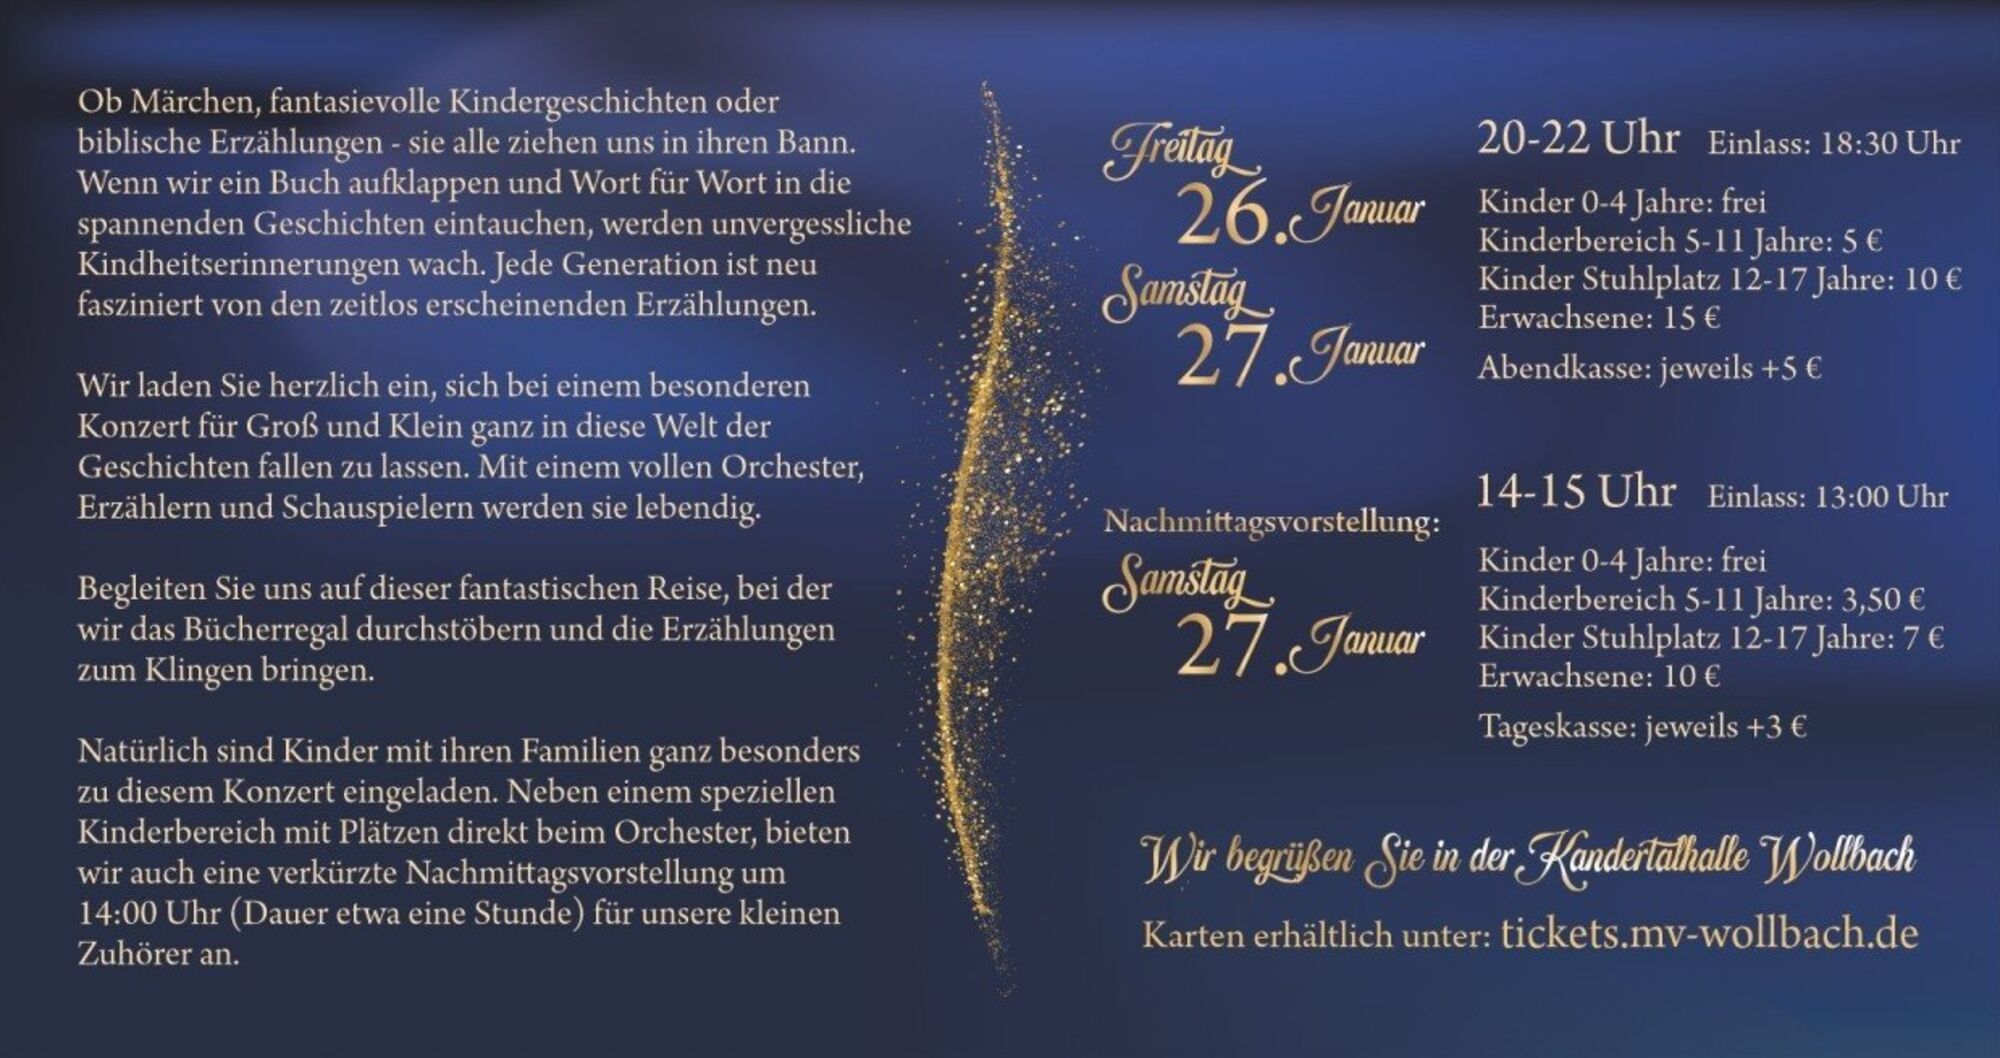 Ob Märchen, fantasievolle Kindergeschichten oder
biblische Erzählungen - sie alle ziehen uns in ihren Bann.
Wenn wir ein Buch aufklappen und Wort für Wort in die
spannenden Geschichten eintauchen, werden unvergessliche
Kindheitserinnerungen wach. Jede Generation ist neu
fasziniert von den zeitlos erscheinenden Erzählungen.
Wir laden Sie herzlich ein, sich bei einem besonderen
Konzert für Groß und Klein ganz in diese Welt der
Geschichten fallen zu lassen. Mit einem vollen Orchester,
Erzählern und Schauspielern werden sie lebendig.
Begleiten Sie uns auf dieser fantastischen Reise, bei der
wir das Bücherregal durchstöbern und die Erzählungen
zum Klingen bringen.
Natürlich sind Kinder mit ihren Familien ganz besonders
zu diesem Konzert eingeladen. Neben einem speziellen
Kinderbereich mit Plätzen direkt beim Orchester, bieten
wir auch eine verkürzte Nachmittagsvorstellung um
14:00 Uhr (Dauer etwa eine Stunde) für unsere kleinen
Zuhörer an.
Freitag
26. Januar
Samstag
27. Januar
20-22 Uhr Einlass: 18:30 Uhr
Kinder 0-4 Jahre: frei
Kinderbereich 5-11 Jahre: 5 €
Kinder Stuhlplatz 12-17 Jahre: 10 €
Erwachsene: 15 €
Abendkasse: jeweils +5 €
Nachmittagsvorstellung:
Samstag
27. Januar
14-15 Uhr Einlass: 13:00 Uhr
Kinder 0-4 Jahre: frei
Kinderbereich 5-11 Jahre: 3,50 €
Kinder Stuhlplatz 12-17 Jahre: 7 €
Erwachsene: 10 €
Tageskasse: jeweils +3 €
Wir begrüßen Sie in der Kandertalhalle Wollbach
Karten erhältlich unter: tickets.mv-wollbach.de